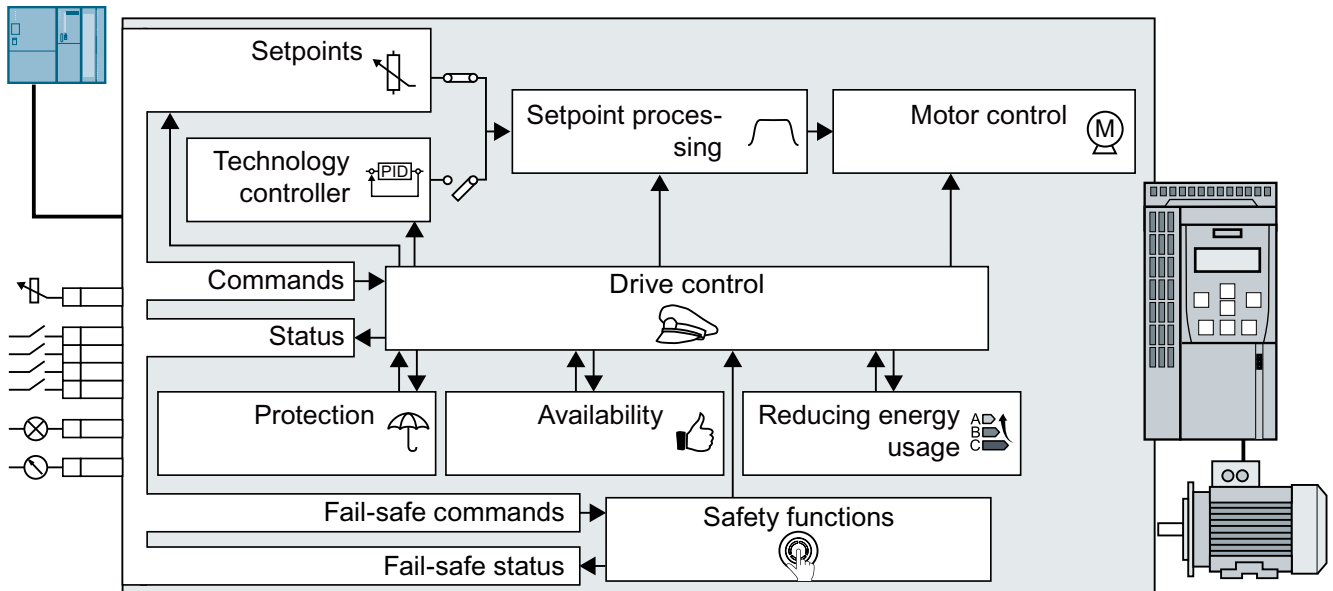 Setpoints
Setpoint proces-
sing
Motor control
M
Technology
controller
PID
Commands
Drive control
Status
Protection
Availability
Reducing energy
usage
A
B
C
Fail-safe commands
Safety functions
Fail-safe status